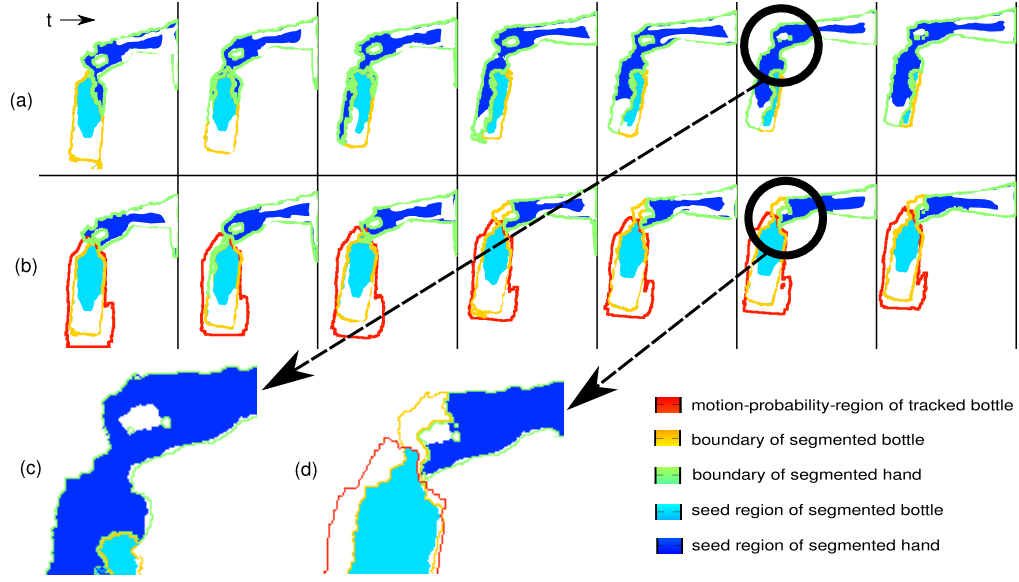 t
(a)
(b)
(c)
(d)
motion-probability-region of tracked bottle
boundary of segmented bottle
boundary of segmented hand
seed region of segmented bottle
seed region of segmented hand